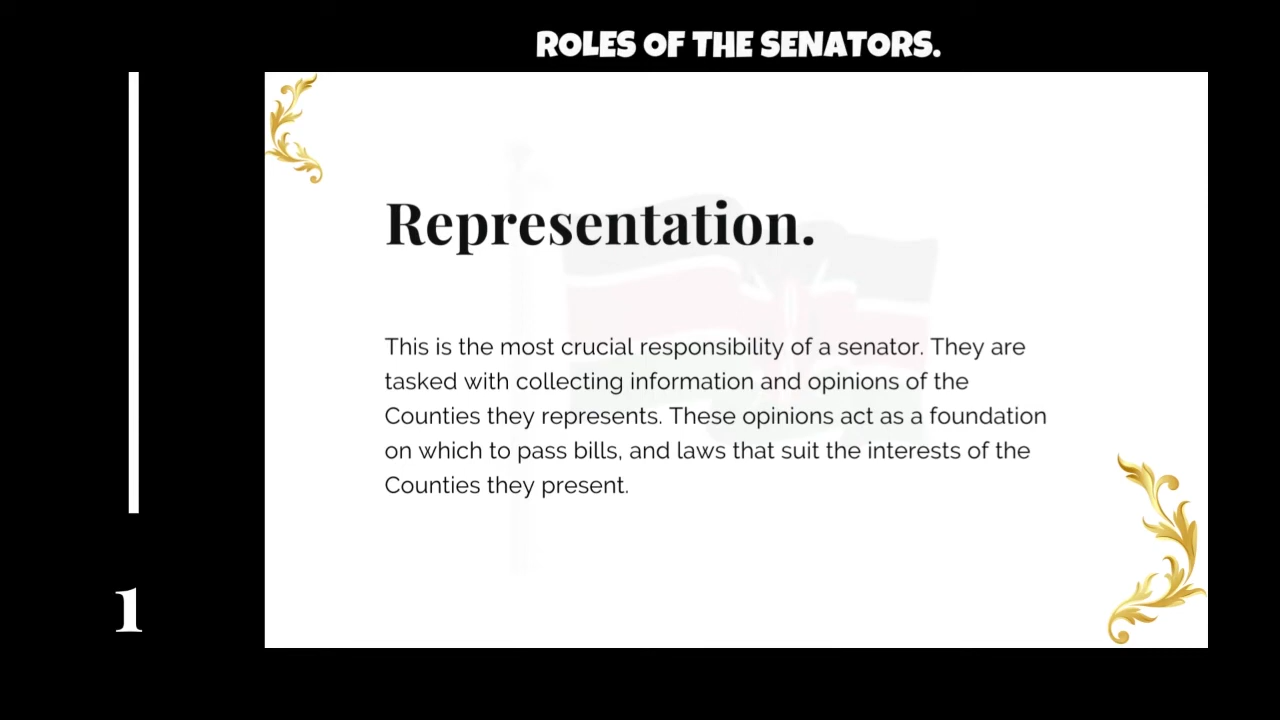 ROLES OF THE SENATORS.
Representation.
This is the most crucial responsibility of a senator. They are
tasked with collecting information and opinions of the
Counties they represents. These opinions act as a foundation
on which to pass bills, and laws that suit the interests of the
Counties they present.
1